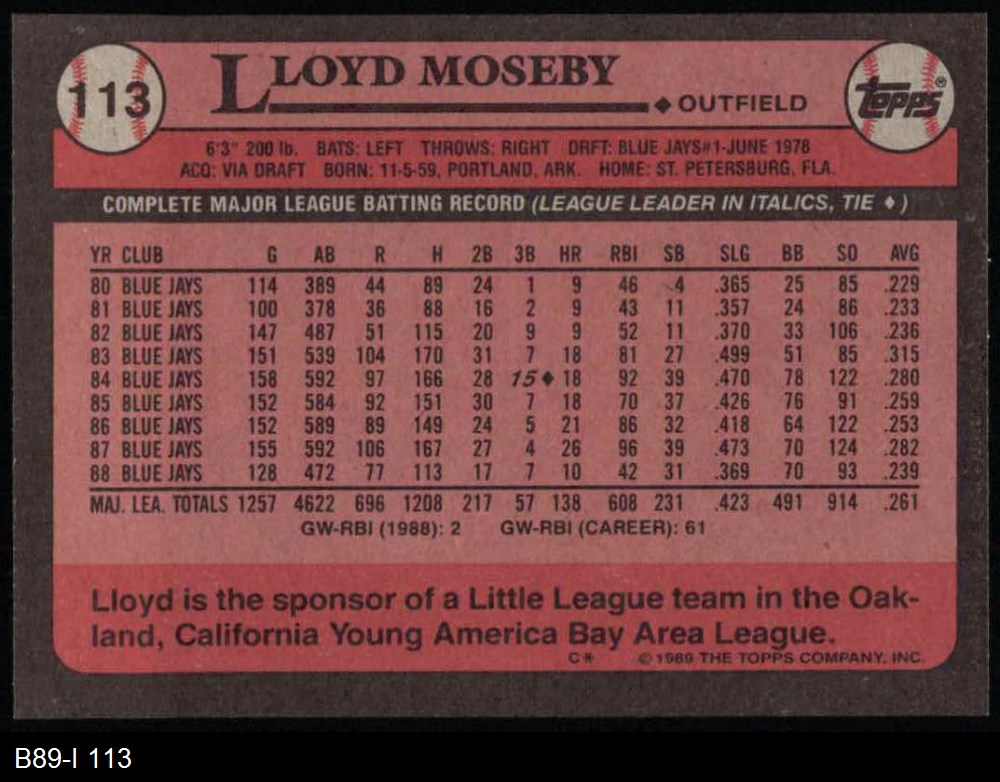 113
LLOYD MOSEBY
◆ OUTFIELD
Topps®
6'3" 200 lb. BATS: LEFT THROWS: RIGHT DRFT: BLUE JAYS#1-JUNE 1978
ACQ: VIA DRAFT BORN: 11-5-59, PORTLAND, ARK. HOME: ST. PETERSBURG, FLA.
COMPLETE MAJOR LEAGUE BATTING RECORD (LEAGUE LEADER IN ITALICS, TIE ◆)
YR CLUB G AB R H 2B 3B HR RBI SB SLG BB SO AVG
80 BLUE JAYS 114 389 44 89 24 1 9 46 4 .365 25 85 .229
81 BLUE JAYS 100 378 36 88 16 2 9 43 11 .357 24 86 .233
82 BLUE JAYS 147 487 51 115 20 9 9 52 11 .370 33 106 .236
83 BLUE JAYS 151 539 104 170 31 7 18 81 27 .499 51 85 .315
84 BLUE JAYS 158 592 97 166 28 15◆ 18 92 39 .470 78 122 .280
85 BLUE JAYS 152 584 92 151 30 7 18 70 37 .426 76 91 .259
86 BLUE JAYS 152 589 89 149 24 5 21 86 32 .418 64 122 .253
87 BLUE JAYS 155 592 106 167 27 4 26 96 39 .473 70 124 .282
88 BLUE JAYS 128 472 77 113 17 7 10 42 31 .369 70 93 .239
MAJ. LEA. TOTALS 1257 4622 696 1208 217 57 138 608 231 .423 491 914 .261
GW-RBI (1988): 2 GW-RBI (CAREER): 61
Lloyd is the sponsor of a Little League team in the Oak-
land, California Young America Bay Area League.
C* © 1989 THE TOPPS COMPANY, INC.
B89-I 113